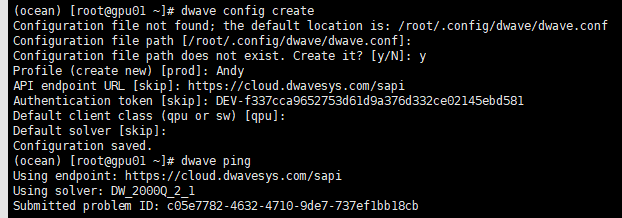 (ocean) [root@gpu01 ~]# dwave config create
Configuration file not found; the default location is: /root/.config/dwave/dwave.conf
Configuration file path [/root/.config/dwave/dwave.conf]:
Configuration file path does not exist. Create it? [y/N]: y
Profile (create new) [prod]: Andy
API endpoint URL [skip]: https://cloud.dwavesys.com/sapi
Authentication token [skip]: DEV-f337cca9652753d61d9a376d332ce02145ebd581
Default client class (qpu or sw) [qpu]:
Default solver [skip]:
Configuration saved.
(ocean) [root@gpu01 ~]# dwave ping
Using endpoint: https://cloud.dwavesys.com/sapi
Using solver: DW_2000Q_2_1
Submitted problem ID: c05e7782-4632-4710-9de7-737ef1bb18cb